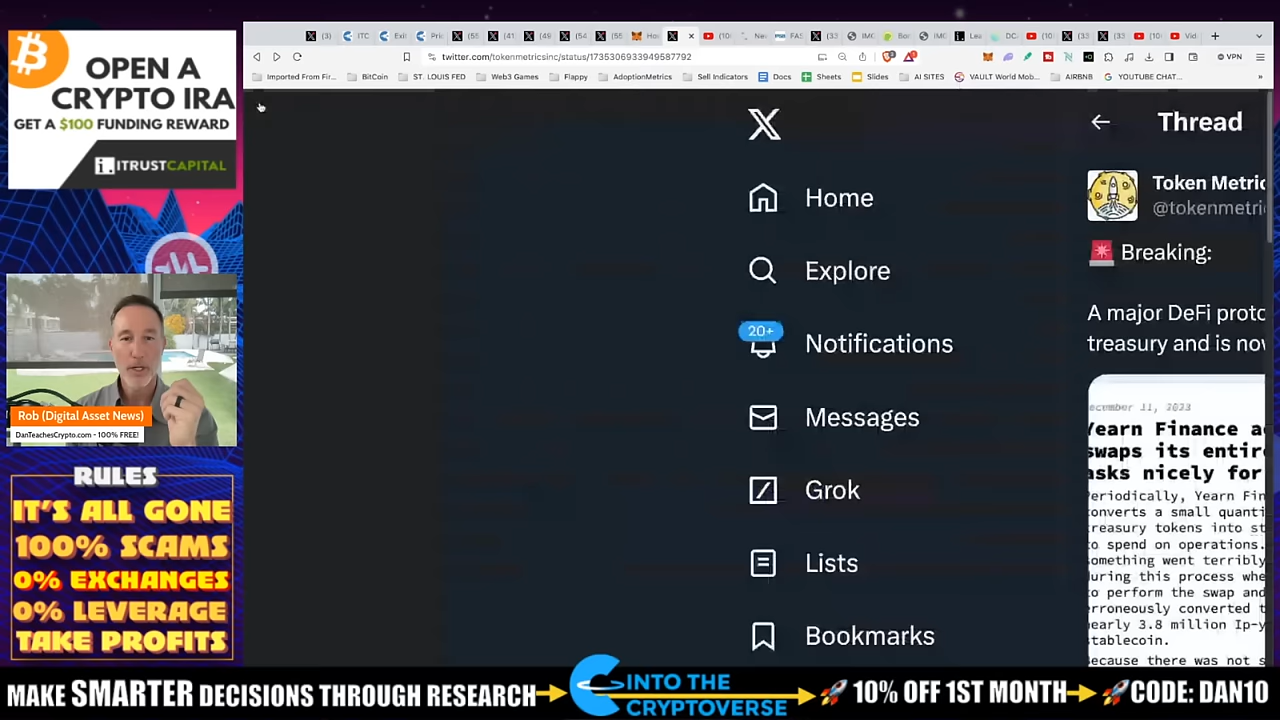 OPEN A
CRYPTO IRA
GET A $100 FUNDING REWARD
ITRUSTCAPITAL
Rob (Digital Asset News)
DanTeachesCrypto.com - 100% FREE!
RULES
IT'S ALL GONE
100% SCAMS
0% EXCHANGES
0% LEVERAGE
TAKE PROFITS
twitter.com/tokenmetricsinc/status/1735306933949587792
VPN
Imported From Fir...
BitCoin
ST. LOUIS FED
Web3 Games
Flappy
AdoptionMetrics
Sell Indicators
Docs
Sheets
Slides
AI SITES
VAULT World Mob...
AIRBNB
YOUTUBE CHAT...
Home
Explore
20+
Notifications
Messages
Grok
Lists
Bookmarks
Thread
Token Metric
@tokenmetri
Breaking:
A major DeFi proto
treasury and is nov
ecember 11, 2023
Yearn Finance a
swaps its entir
asks nicely for
Periodically, Yearn Fin
converts a small quanti
treasury tokens into st
to spend on operations.
something went terribly
during this process whe
to perform the swap and
erroneously converted t
nearly 3.8 million lp-y
stablecoin.
Because there was not s
MAKE SMARTER DECISIONS THROUGH RESEARCH
INTO THE
CRYPTOVERSE
10% OFF 1ST MONTH
CODE: DAN10